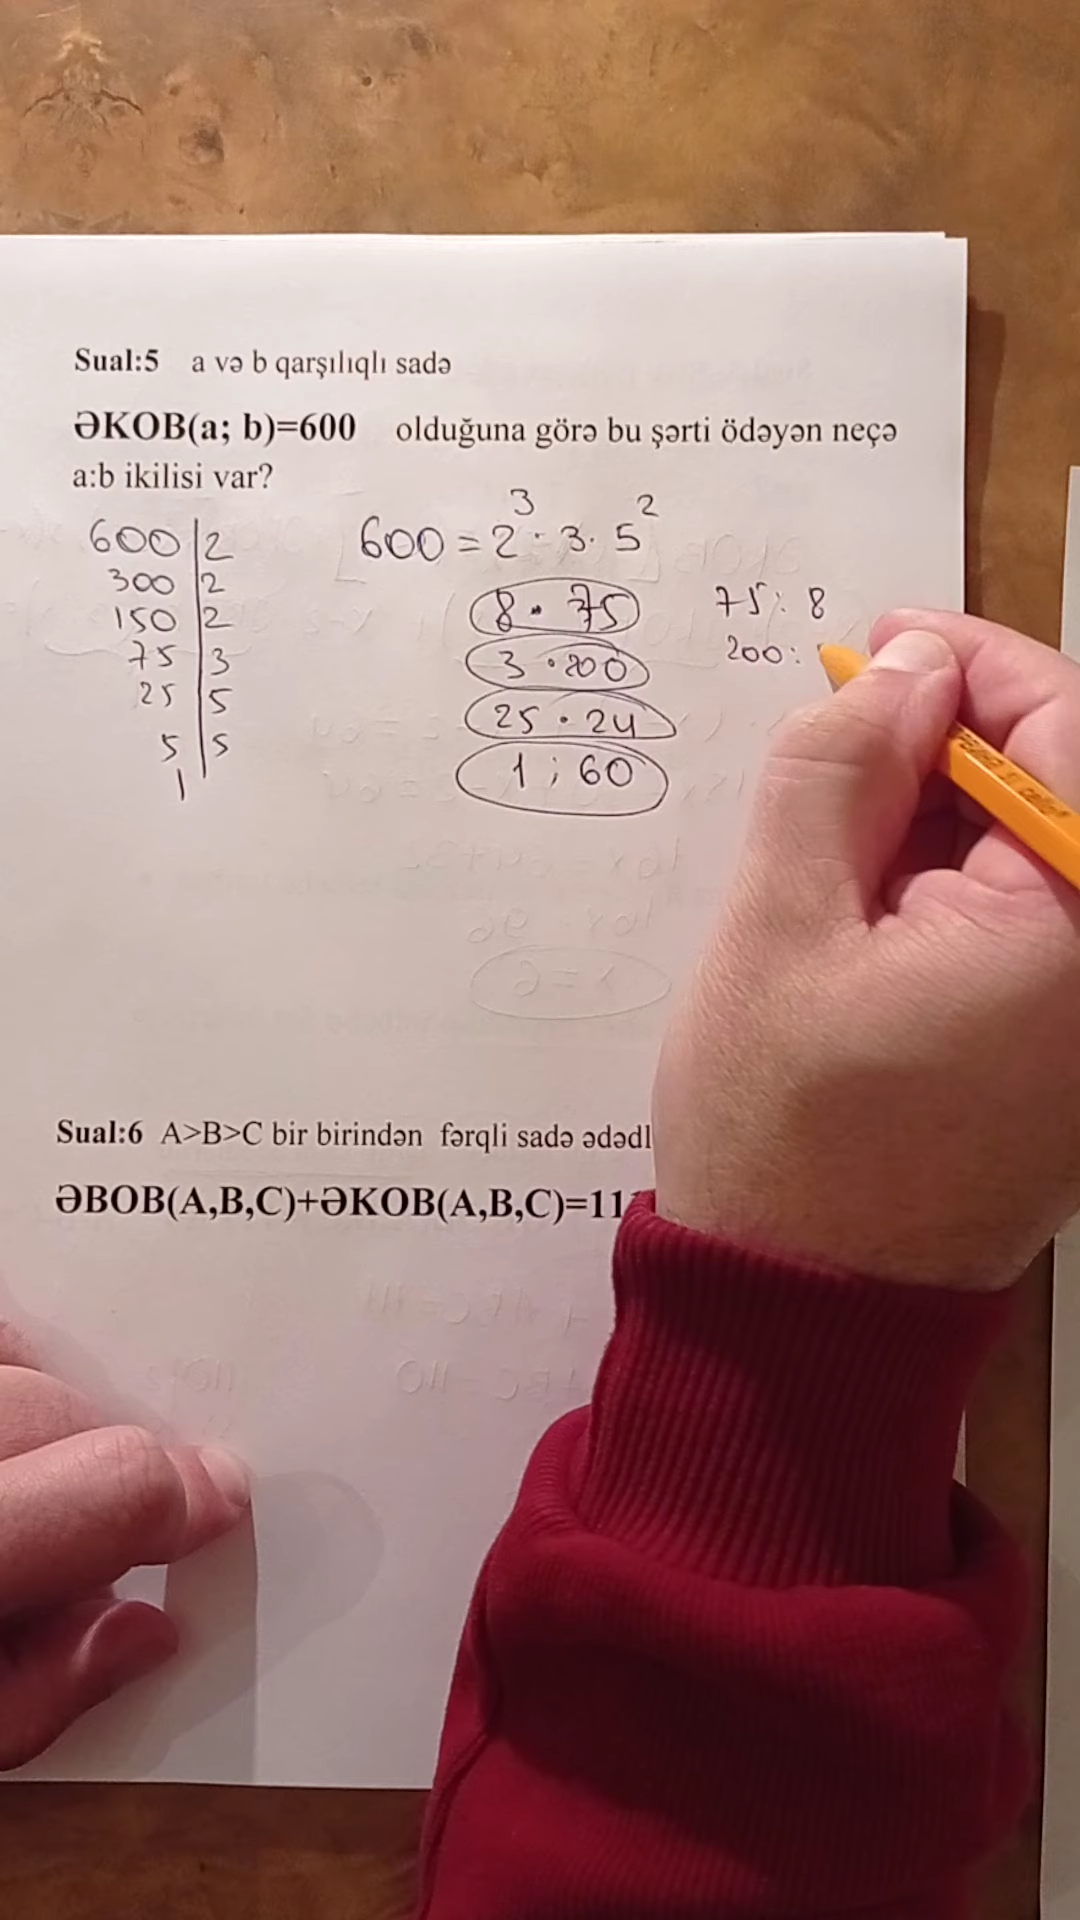 Sual:5 a və b qarşılıqlı sadə
ƏKOB(a; b)=600 olduğuna görə bu şərti ödəyən neçə
a:b ikilisi var?
600 | 2
300 | 2
150 | 2
75 | 3
25 | 5
5 | 5
1
600 = 2³ · 3 · 5²
8 · 75
3 · 200
25 · 24
1 ; 60
75 : 8
200 :
Sual:6 A>B>C bir birindən fərqli sadə ədədl
ƏBOB(A,B,C)+ƏKOB(A,B,C)=11